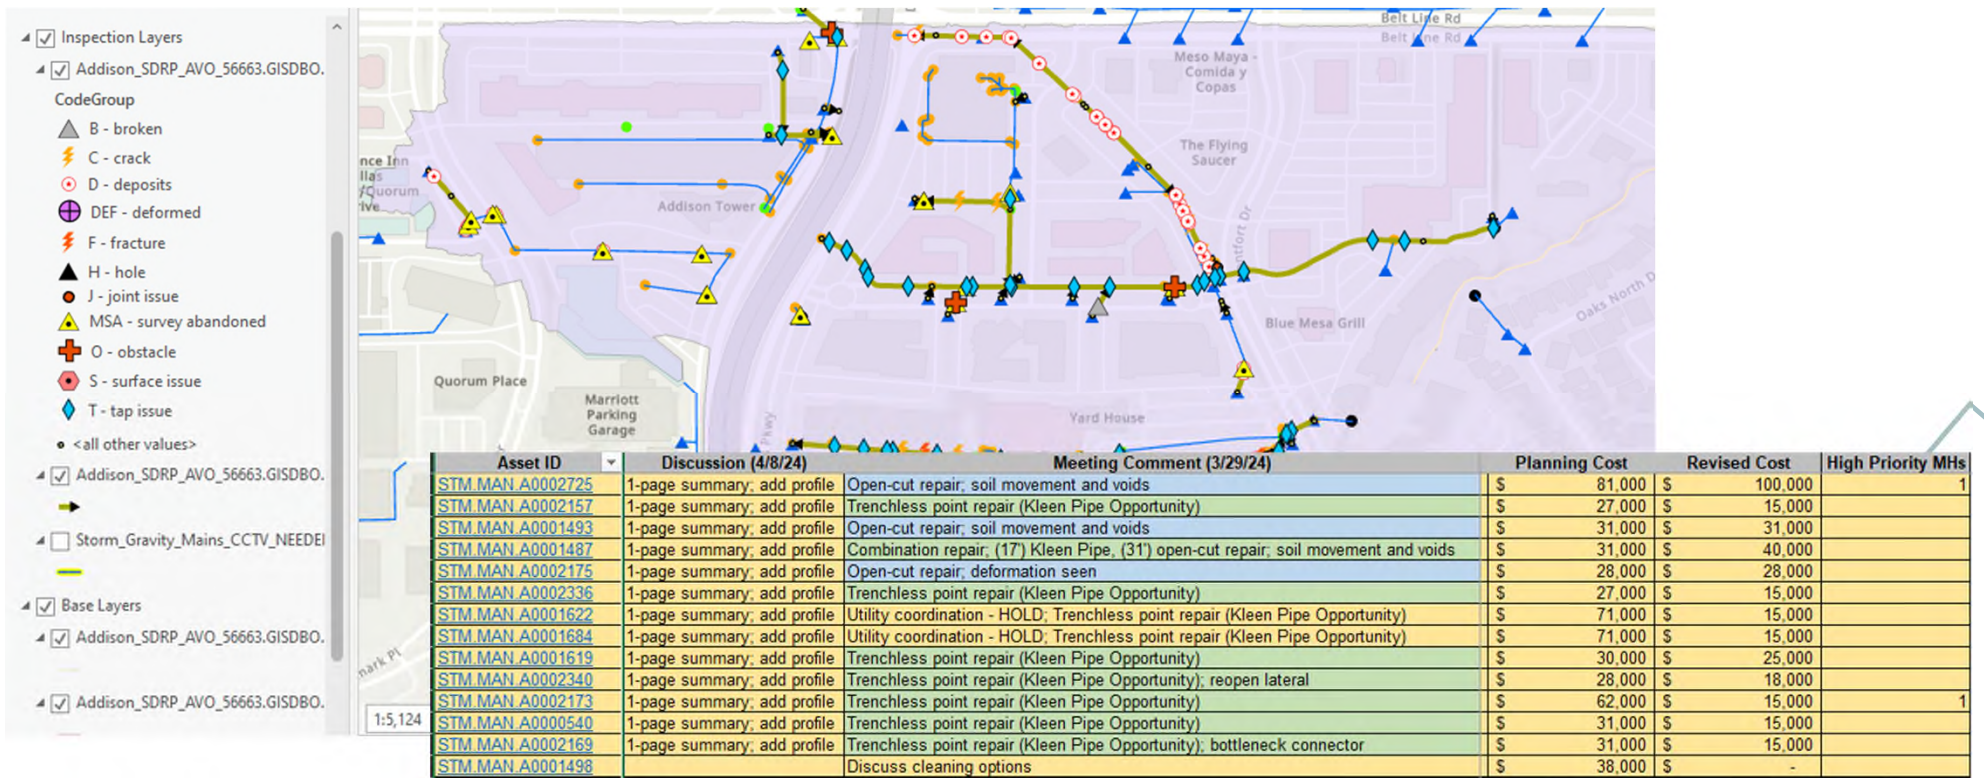 Inspection Layers
Addison_SDRP_AVO_56663.GISDBO.
CodeGroup
B - broken
C - crack
D - deposits
DEF - deformed
F - fracture
H - hole
J - joint issue
MSA - survey abandoned
O - obstacle
S - surface issue
T - tap issue
<all other values>
Addison_SDRP_AVO_56663.GISDBO.
Storm_Gravity_Mains_CCTV_NEEDE
Base Layers
Addison_SDRP_AVO_56663.GISDBO.
Addison_SDRP_AVO_56663.GISDBO.
Belt Line Rd
Belt Line Rd
Meso Maya -
Comida y
Copas
The Flying
Saucer
nce Inn
llas
/Quorum
rive
Addison Tower
ntfort Dr
Oaks North D
Blue Mesa Grill
Quorum Place
Marriott
Parking
Garage
Pkwy
Yard House
nark Pl
1:5,124
Asset ID Discussion (4/8/24) Meeting Comment (3/29/24) Planning Cost Revised Cost High Priority MHs
STM.MAN.A0002725 1-page summary; add profile Open-cut repair; soil movement and voids $ 81,000 $ 100,000 1
STM.MAN.A0002157 1-page summary; add profile Trenchless point repair (Kleen Pipe Opportunity) $ 27,000 $ 15,000
STM.MAN.A0001493 1-page summary; add profile Open-cut repair; soil movement and voids $ 31,000 $ 31,000
STM.MAN.A0001487 1-page summary; add profile Combination repair; (17') Kleen Pipe, (31') open-cut repair; soil movement and voids $ 31,000 $ 40,000
STM.MAN.A0002175 1-page summary; add profile Open-cut repair; deformation seen $ 28,000 $ 28,000
STM.MAN.A0002336 1-page summary; add profile Trenchless point repair (Kleen Pipe Opportunity) $ 27,000 $ 15,000
STM.MAN.A0001622 1-page summary; add profile Utility coordination - HOLD; Trenchless point repair (Kleen Pipe Opportunity) $ 71,000 $ 15,000
STM.MAN.A0001684 1-page summary; add profile Utility coordination - HOLD; Trenchless point repair (Kleen Pipe Opportunity) $ 71,000 $ 15,000
STM.MAN.A0001619 1-page summary; add profile Trenchless point repair (Kleen Pipe Opportunity) $ 30,000 $ 25,000
STM.MAN.A0002340 1-page summary; add profile Trenchless point repair (Kleen Pipe Opportunity); reopen lateral $ 28,000 $ 18,000
STM.MAN.A0002173 1-page summary; add profile Trenchless point repair (Kleen Pipe Opportunity) $ 62,000 $ 15,000 1
STM.MAN.A0000540 1-page summary; add profile Trenchless point repair (Kleen Pipe Opportunity) $ 31,000 $ 15,000
STM.MAN.A0002169 1-page summary; add profile Trenchless point repair (Kleen Pipe Opportunity); bottleneck connector $ 31,000 $ 15,000
STM.MAN.A0001498 Discuss cleaning options $ 38,000 $ -